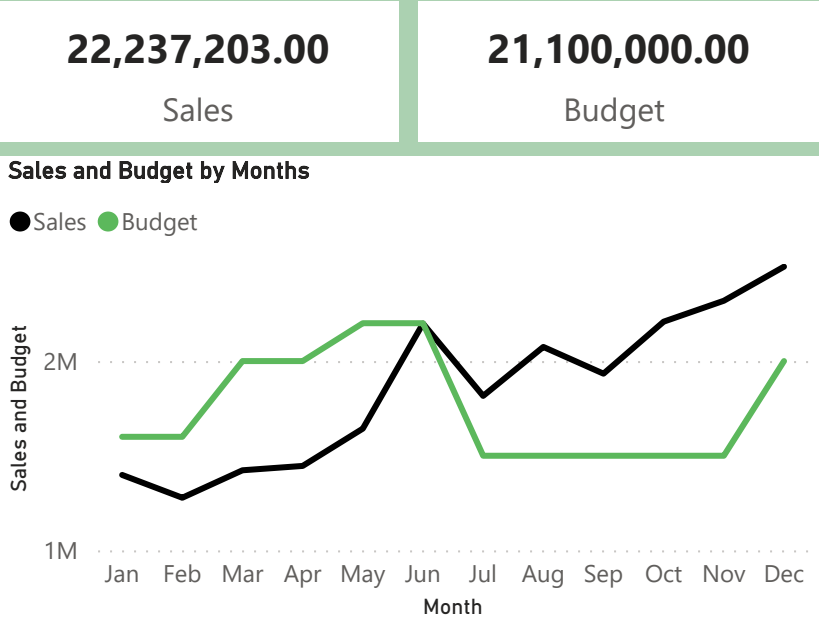 22,237,203.00
Sales
21,100,000.00
Budget
Sales and Budget by Months
Sales Budget
Sales and Budget
2M
1M
Jan Feb Mar Apr May Jun Jul Aug Sep Oct Nov Dec
Month